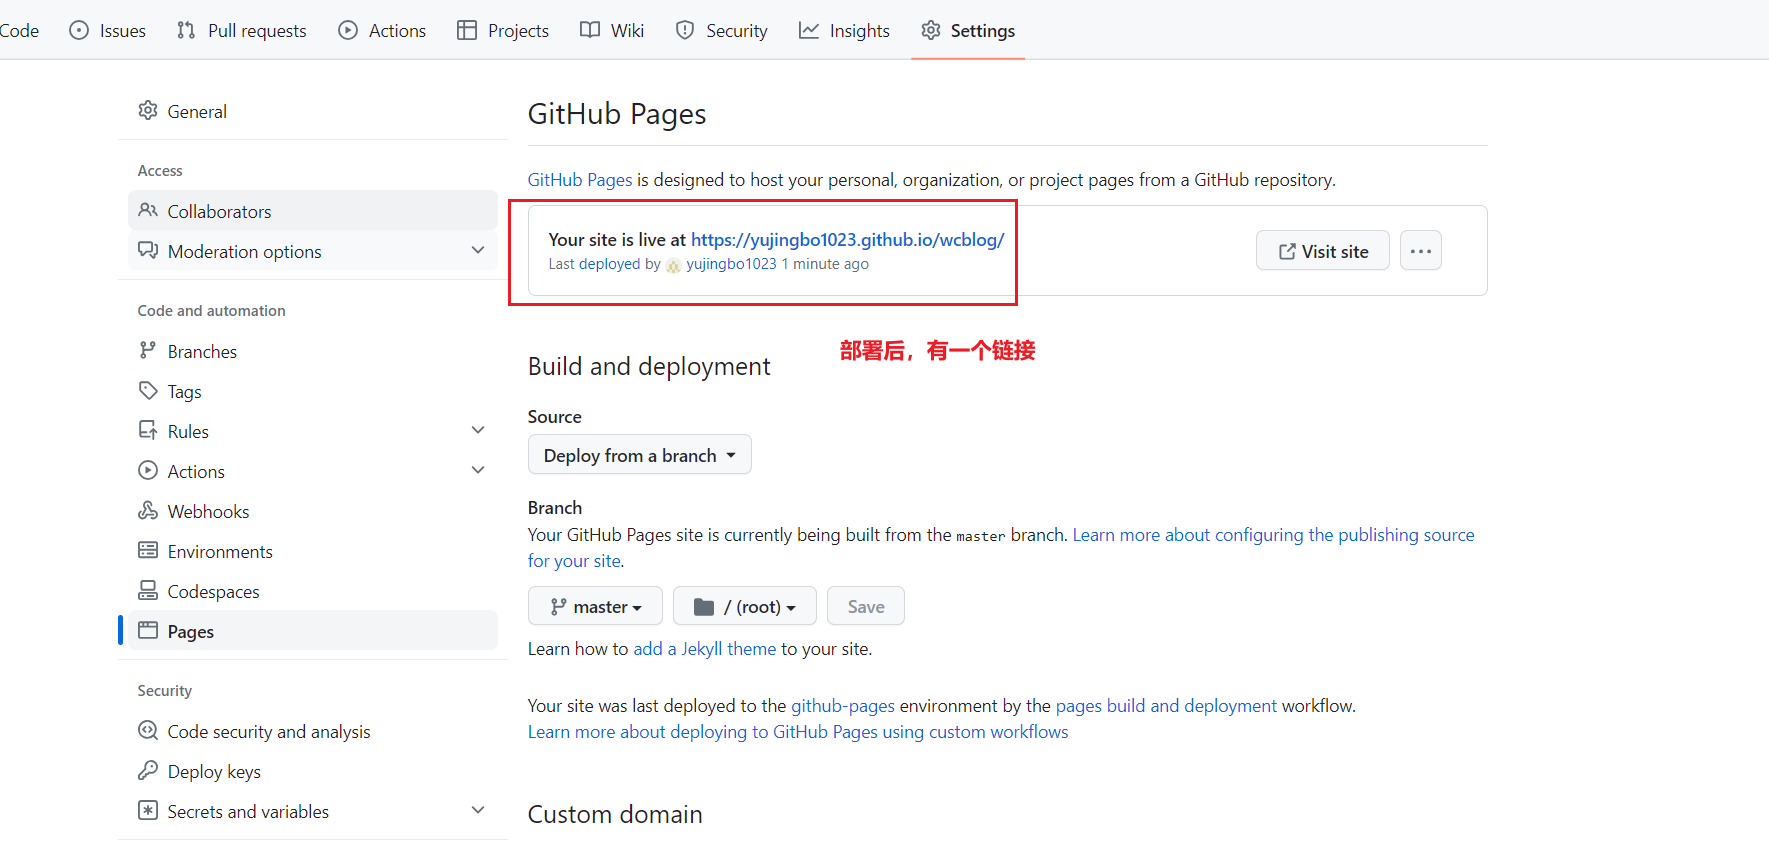 Code Issues Pull requests Actions Projects Wiki Security Insights Settings
General
Access
Collaborators
Moderation options
Code and automation
Branches
Tags
Rules
Actions
Webhooks
Environments
Codespaces
Pages
Security
Code security and analysis
Deploy keys
Secrets and variables
GitHub Pages
GitHub Pages is designed to host your personal, organization, or project pages from a GitHub repository.
Your site is live at https://yujingbo1023.github.io/wcblog/
Last deployed by yujingbo1023 1 minute ago
Visit site
部署后，有一个链接
Build and deployment
Source
Deploy from a branch
Branch
Your GitHub Pages site is currently being built from the master branch. Learn more about configuring the publishing source
for your site.
master / (root) Save
Learn how to add a Jekyll theme to your site.
Your site was last deployed to the github-pages environment by the pages build and deployment workflow.
Learn more about deploying to GitHub Pages using custom workflows
Custom domain